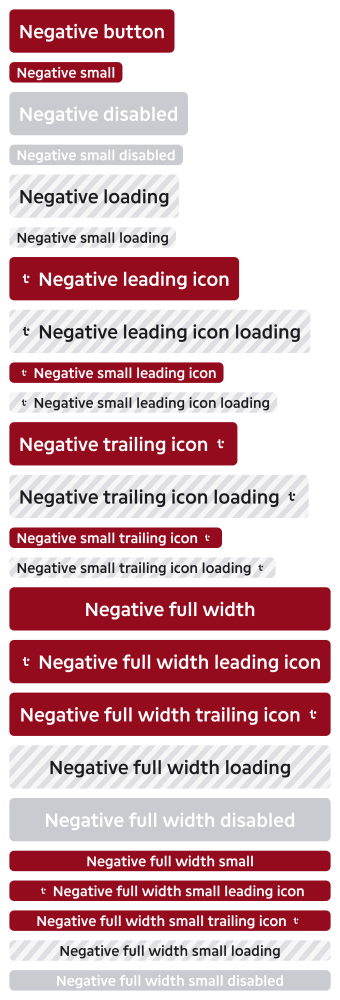 Negative button
Negative small
Negative disabled
Negative small disabled
Negative loading
Negative small loading
Negative leading icon
Negative leading icon loading
Negative small leading icon
Negative small leading icon loading
Negative trailing icon
Negative trailing icon loading
Negative small trailing icon
Negative small trailing icon loading
Negative full width
Negative full width leading icon
Negative full width trailing icon
Negative full width loading
Negative full width disabled
Negative full width small
Negative full width small leading icon
Negative full width small trailing icon
Negative full width small loading
Negative full width small disabled